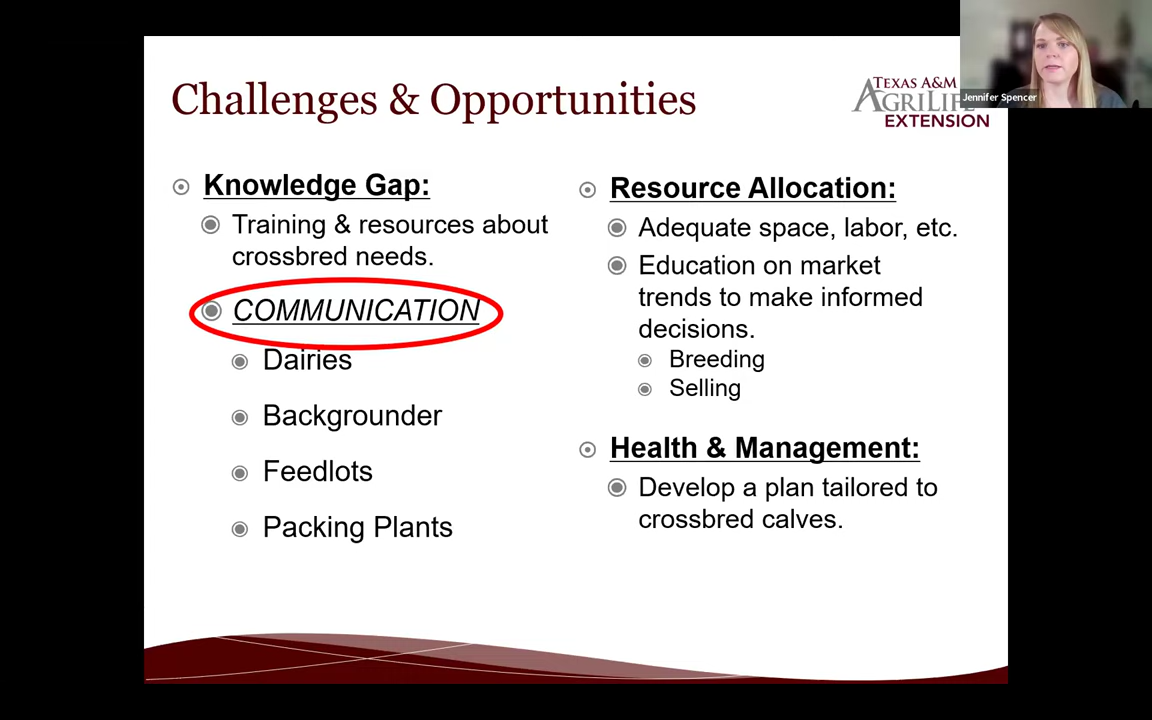 Challenges & Opportunities
TEXAS A&M
AGRILIFE
EXTENSION
Jennifer Spencer
Knowledge Gap:
Training & resources about
crossbred needs.
COMMUNICATION
Dairies
Backgrounder
Feedlots
Packing Plants
Resource Allocation:
Adequate space, labor, etc.
Education on market
trends to make informed
decisions.
Breeding
Selling
Health & Management:
Develop a plan tailored to
crossbred calves.